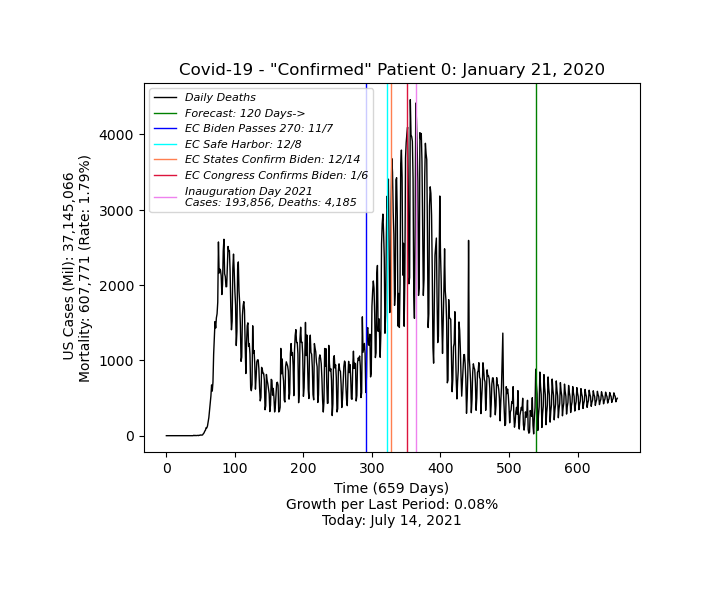 Covid-19 - "Confirmed" Patient 0: January 21, 2020
Daily Deaths
Forecast: 120 Days->
EC Biden Passes 270: 11/7
EC Safe Harbor: 12/8
EC States Confirm Biden: 12/14
EC Congress Confirms Biden: 1/6
Inauguration Day 2021
Cases: 193,856, Deaths: 4,185
US Cases (Mil): 37,145,066
Mortality: 607,771 (Rate: 1.79%)
4000
3000
2000
1000
0
0 100 200 300 400 500 600
Time (659 Days)
Growth per Last Period: 0.08%
Today: July 14, 2021